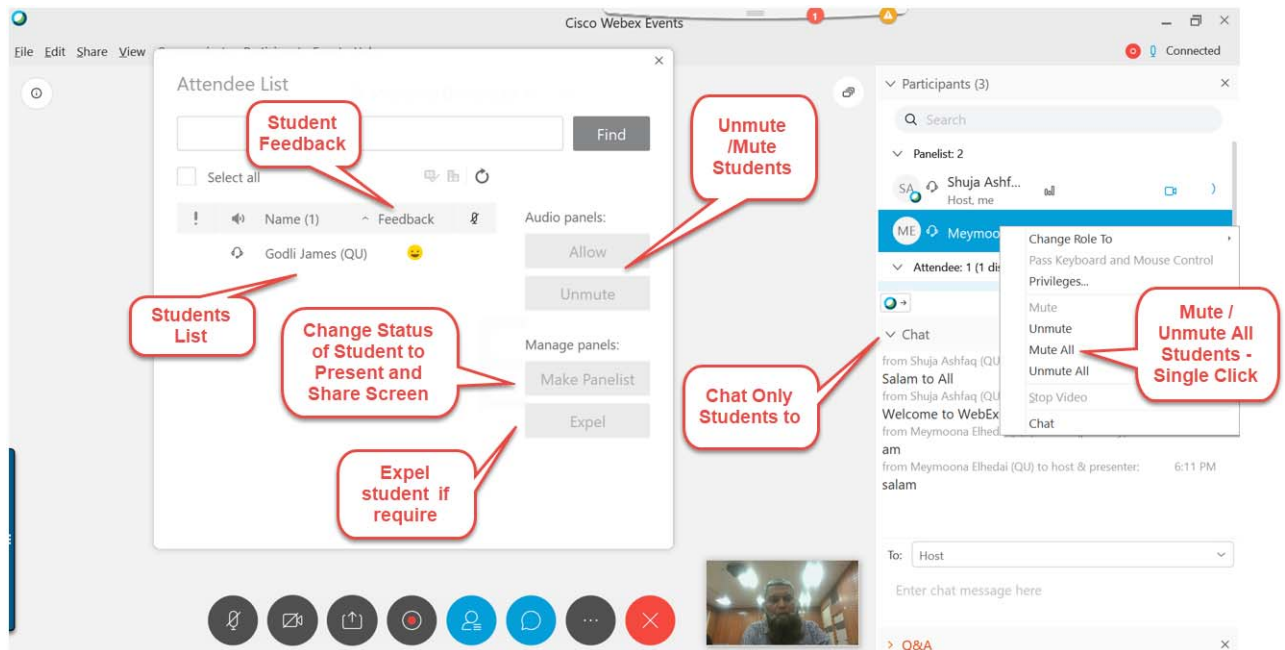 Cisco Webex Events
1
File Edit Share View
Connected
Attendee List
Find
Select all
! Name (1) Feedback
Godli James (QU)
Audio panels:
Allow
Unmute
Manage panels:
Make Panelist
Expel
Student
Feedback
Unmute
/Mute
Students
Students
List
Change Status
of Student to
Present and
Share Screen
Expel
student if
require
Chat Only
Students to
Participants (3)
Search
Panelist: 2
SA Shuja Ashf...
Host, me
ME Meymoo
Attendee: 1 (1 dis
Change Role To
Pass Keyboard and Mouse Control
Privileges...
Mute
Unmute
Mute All
Unmute All
Stop Video
Chat
Mute /
Unmute All
Students -
Single Click
Chat
from Shuja Ashfaq (QU
Salam to All
from Shuja Ashfaq (QU
Welcome to WebEx
from Meymoona Elhed
am
from Meymoona Elhedai (QU) to host & presenter: 6:11 PM
salam
To: Host
Enter chat message here
Q&A